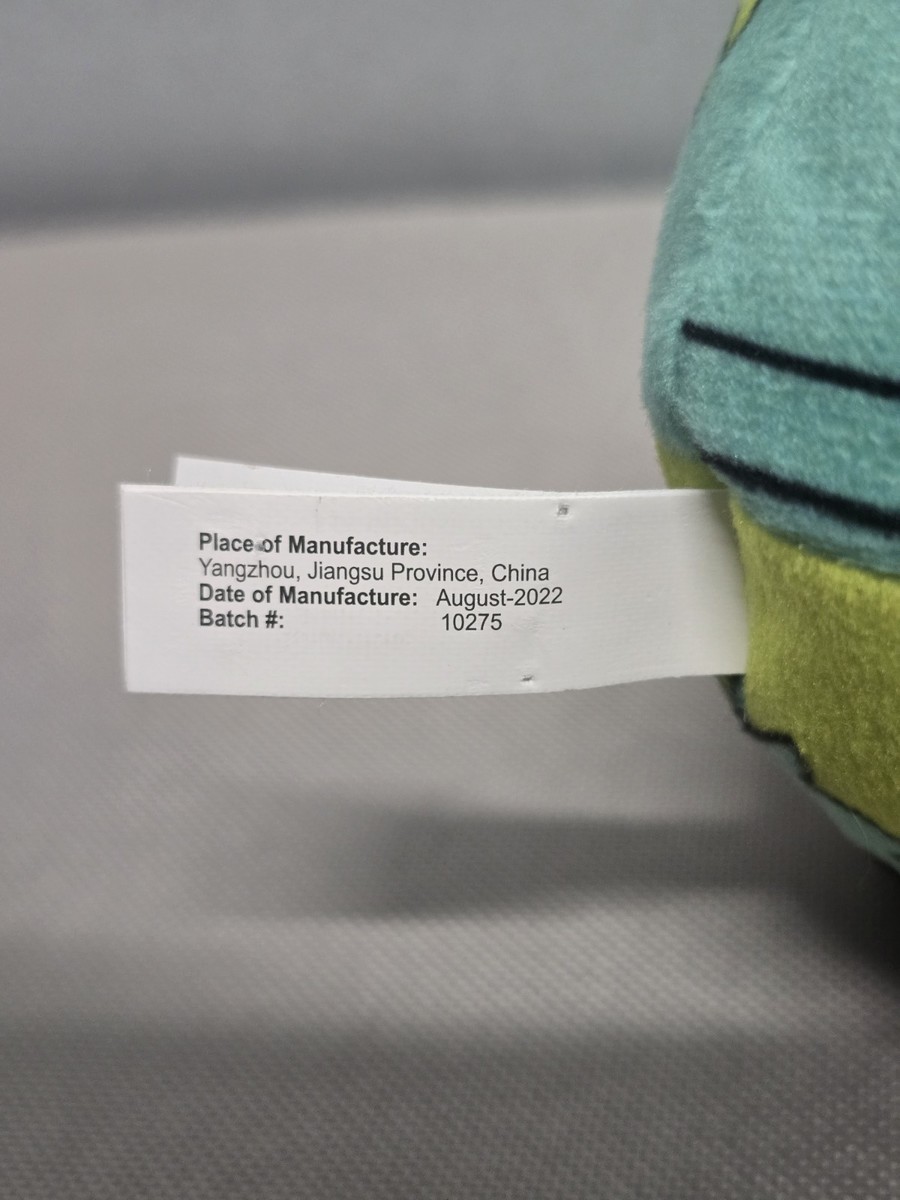 Place of Manufacture:
Yangzhou, Jiangsu Province, China
Date of Manufacture: August-2022
Batch #: 10275